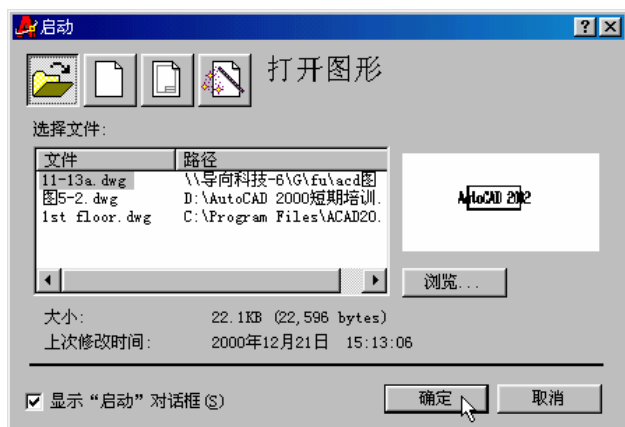 启动
打开图形
选择文件:
文件 路径
11-13a.dwg \\导向科技-6\G\fu\acd图
图5-2.dwg D:\AutoCAD 2000短期培训.
1st floor.dwg C:\Program Files\ACAD20.
AutoCAD 2002
浏览...
大小: 22.1KB (22,596 bytes)
上次修改时间: 2000年12月21日 15:13:06
显示“启动”对话框(S)
确定 取消